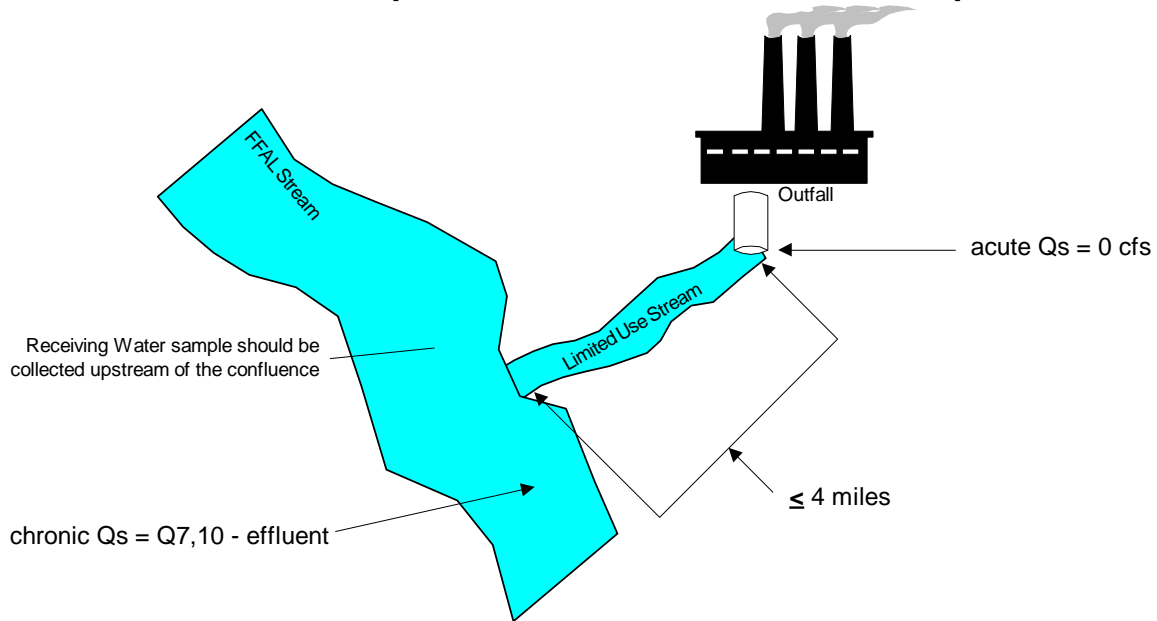 Outfall
FFAL Stream
acute Qs = 0 cfs
Limited Use Stream
Receiving Water sample should be
collected upstream of the confluence
≤ 4 miles
chronic Qs = Q7,10 - effluent